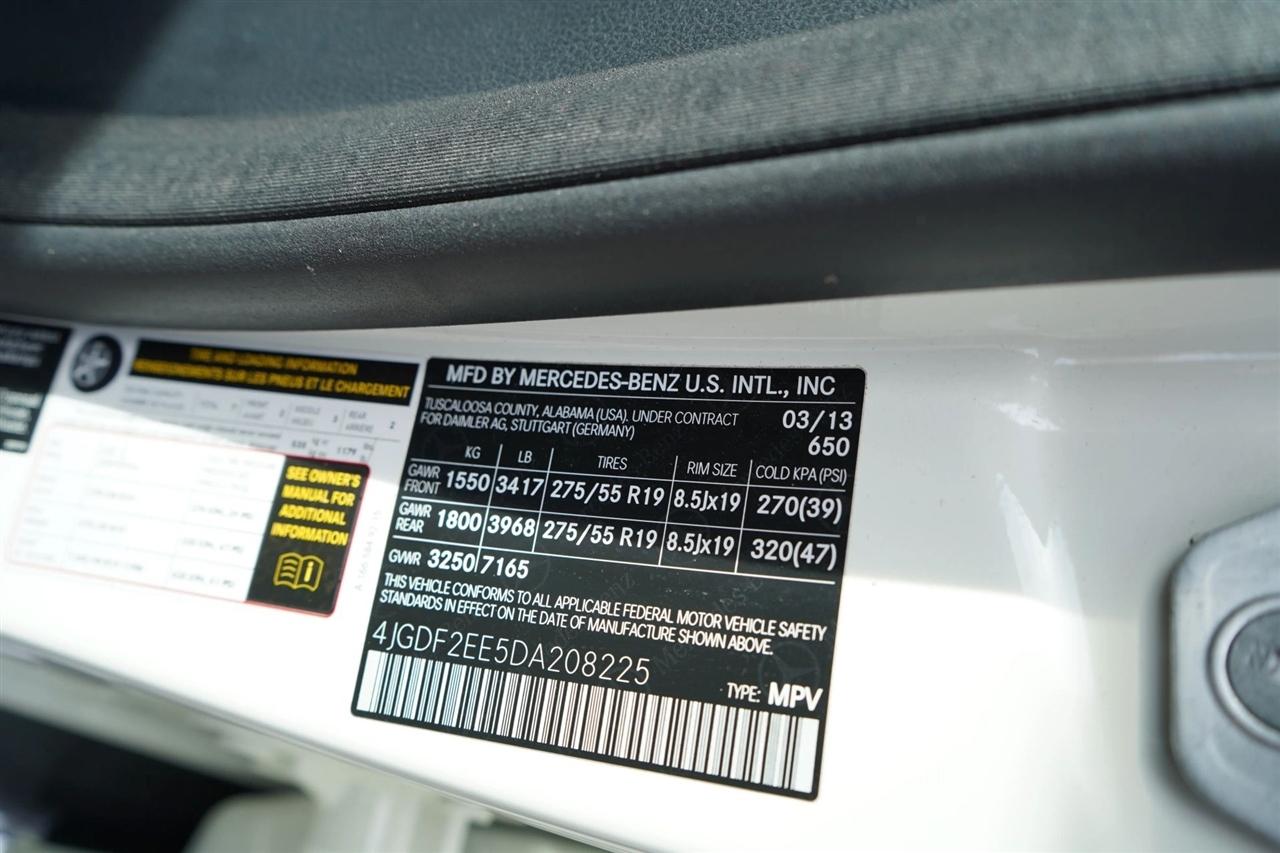 TIRE AND LOADING INFORMATION
RENSEIGNEMENTS SUR LES PNEUS ET LE CHARGEMENT
SEE OWNER'S
MANUAL FOR
ADDITIONAL
INFORMATION
MFD BY MERCEDES-BENZ U.S. INTL., INC
TUSCALOOSA COUNTY, ALABAMA (USA). UNDER CONTRACT
FOR DAIMLER AG, STUTTGART (GERMANY)
03/13
650
KG LB TIRES RIM SIZE COLD KPA (PSI)
GAWR FRONT 1550 3417 275/55 R19 8.5Jx19 270(39)
GAWR REAR 1800 3968 275/55 R19 8.5Jx19 320(47)
GVWR 3250 7165
THIS VEHICLE CONFORMS TO ALL APPLICABLE FEDERAL MOTOR VEHICLE SAFETY
STANDARDS IN EFFECT ON THE DATE OF MANUFACTURE SHOWN ABOVE.
4JGDF2EE5DA208225
TYPE: MPV